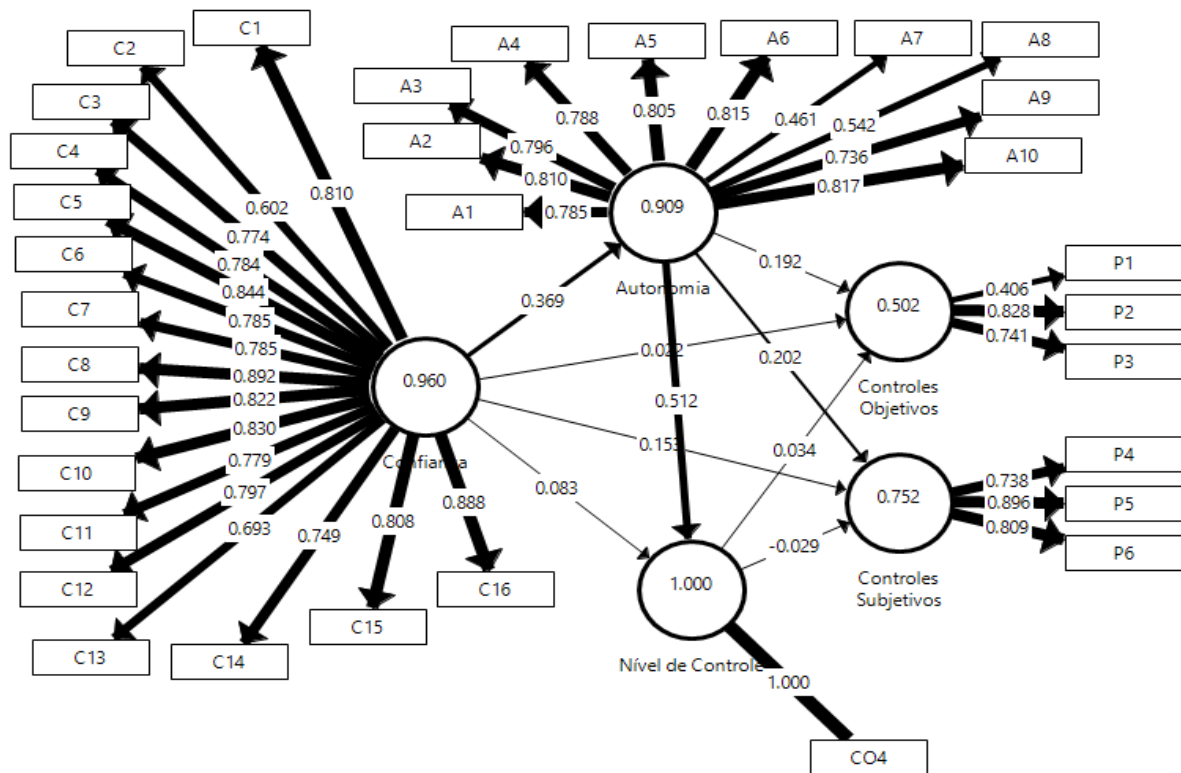 C1
C2
C3
C4
C5
C6
C7
C8
C9
C10
C11
C12
C13
C14
C15
C16
0.810
0.602
0.774
0.784
0.844
0.785
0.785
0.892
0.822
0.830
0.779
0.797
0.693
0.749
0.808
0.888
0.960
Confiança
A1
A2
A3
A4
A5
A6
A7
A8
A9
A10
0.785
0.810
0.796
0.788
0.805
0.815
0.461
0.542
0.736
0.817
0.909
Autonomia
0.369
0.192
0.022
0.202
0.512
0.153
0.083
0.034
-0.029
0.502
Controles
Objetivos
0.406
0.828
0.741
P1
P2
P3
0.752
Controles
Subjetivos
0.738
0.896
0.809
P4
P5
P6
1.000
Nível de Controle
1.000
CO4